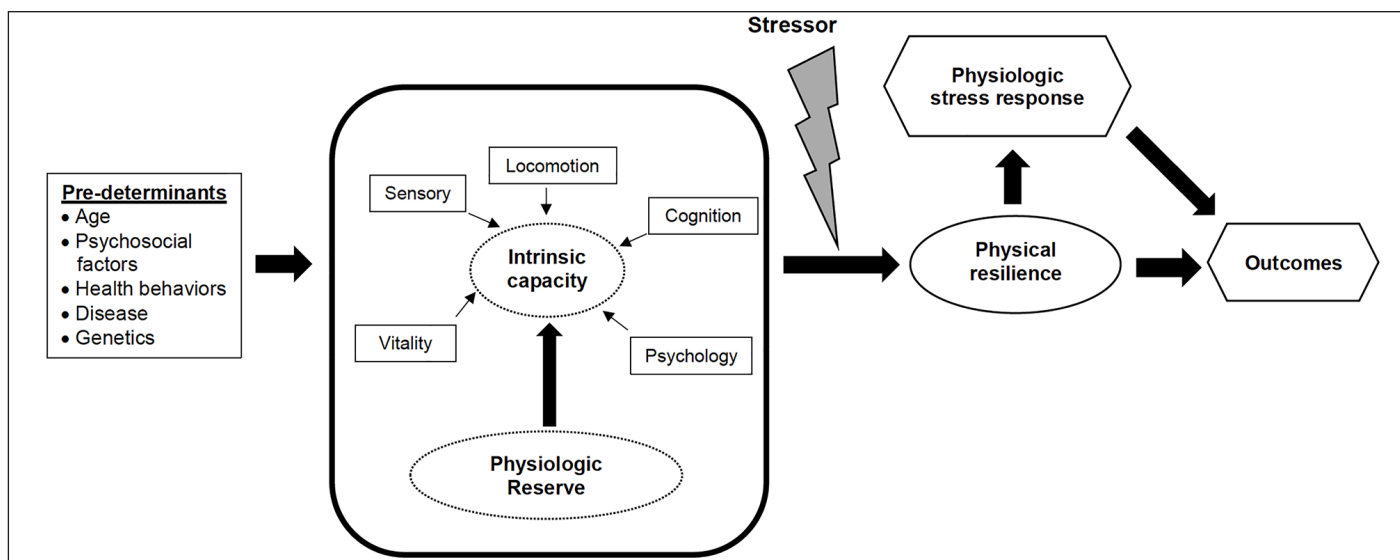 Stressor
Physiologic
stress response
Pre-determinants
• Age
• Psychosocial
factors
• Health behaviors
• Disease
• Genetics
Locomotion
Sensory
Cognition
Intrinsic
capacity
Vitality
Psychology
Physiologic
Reserve
Physical
resilience
Outcomes